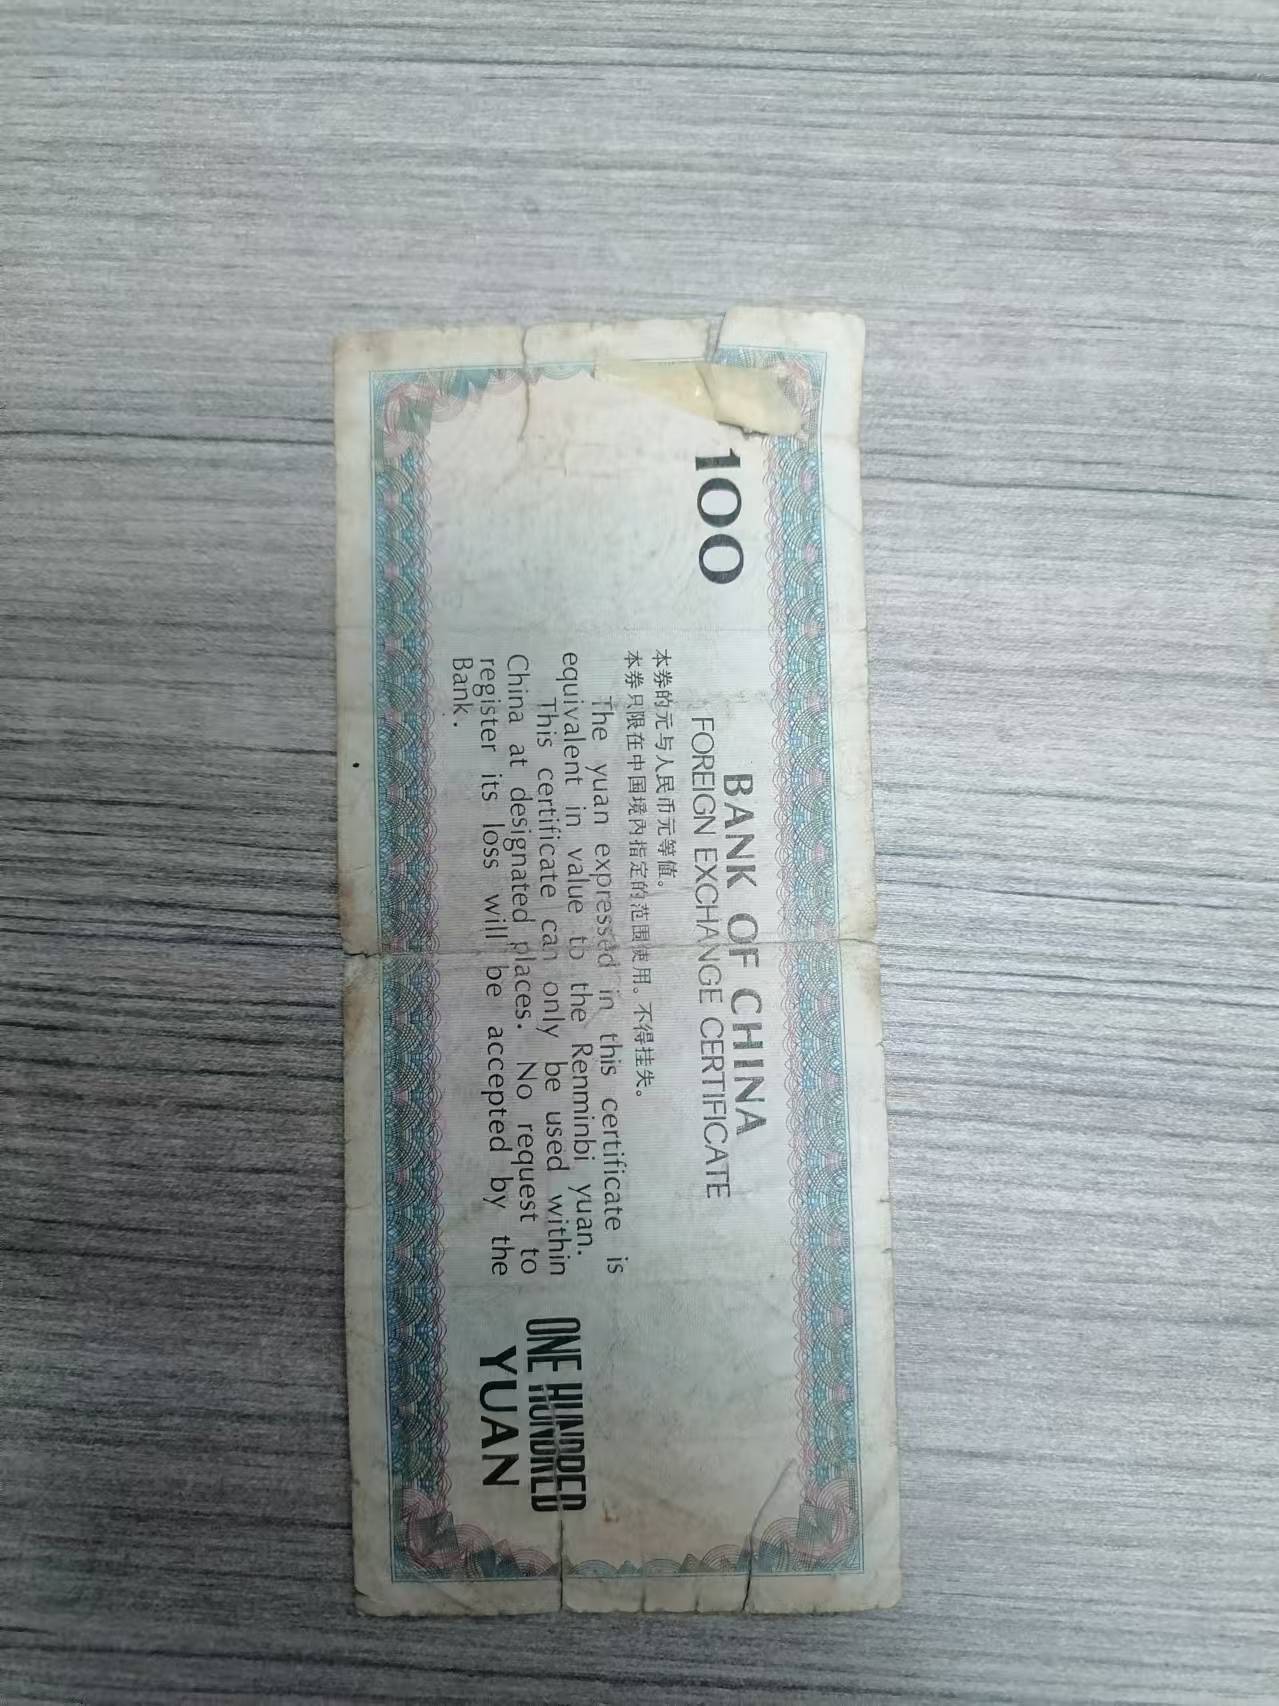 100
BANK OF CHINA
FOREIGN EXCHANGE CERTIFICATE
本券的元与人民币元等值。
本券只限在中国境内指定的范围使用。不得挂失。
The yuan expressed in this certificate is
equivalent in value to the Renminbi yuan.
This certificate can only be used within
China at designated places. No request to
register its loss will be accepted by the
Bank.
ONE HUNDRED
YUAN